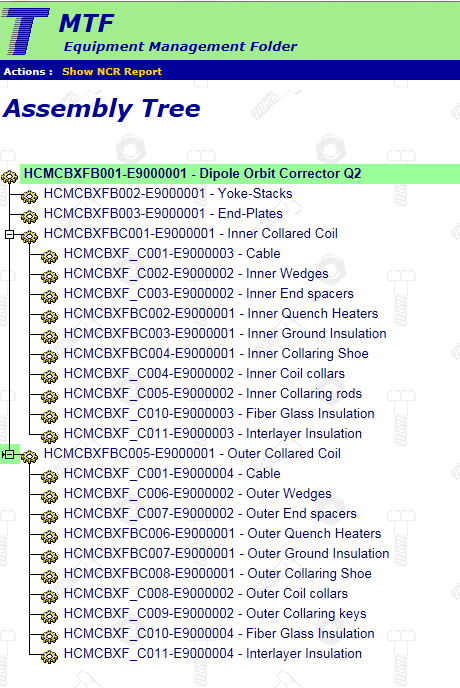 MTF
Equipment Management Folder
Actions : Show NCR Report
Assembly Tree
HCMCBXFB001-E9000001 - Dipole Orbit Corrector Q2
HCMCBXFB002-E9000001 - Yoke-Stacks
HCMCBXFB003-E9000001 - End-Plates
HCMCBXFBC001-E9000001 - Inner Collared Coil
HCMCBXF_C001-E9000003 - Cable
HCMCBXF_C002-E9000002 - Inner Wedges
HCMCBXF_C003-E9000002 - Inner End spacers
HCMCBXFBC002-E9000001 - Inner Quench Heaters
HCMCBXFBC003-E9000001 - Inner Ground Insulation
HCMCBXFBC004-E9000001 - Inner Collaring Shoe
HCMCBXF_C004-E9000002 - Inner Coil collars
HCMCBXF_C005-E9000002 - Inner Collaring rods
HCMCBXF_C010-E9000003 - Fiber Glass Insulation
HCMCBXF_C011-E9000003 - Interlayer Insulation
HCMCBXFBC005-E9000001 - Outer Collared Coil
HCMCBXF_C001-E9000004 - Cable
HCMCBXF_C006-E9000002 - Outer Wedges
HCMCBXF_C007-E9000002 - Outer End spacers
HCMCBXFBC006-E9000001 - Outer Quench Heaters
HCMCBXFBC007-E9000001 - Outer Ground Insulation
HCMCBXFBC008-E9000001 - Outer Collaring Shoe
HCMCBXF_C008-E9000002 - Outer Coil collars
HCMCBXF_C009-E9000002 - Outer Collaring keys
HCMCBXF_C010-E9000004 - Fiber Glass Insulation
HCMCBXF_C011-E9000004 - Interlayer Insulation